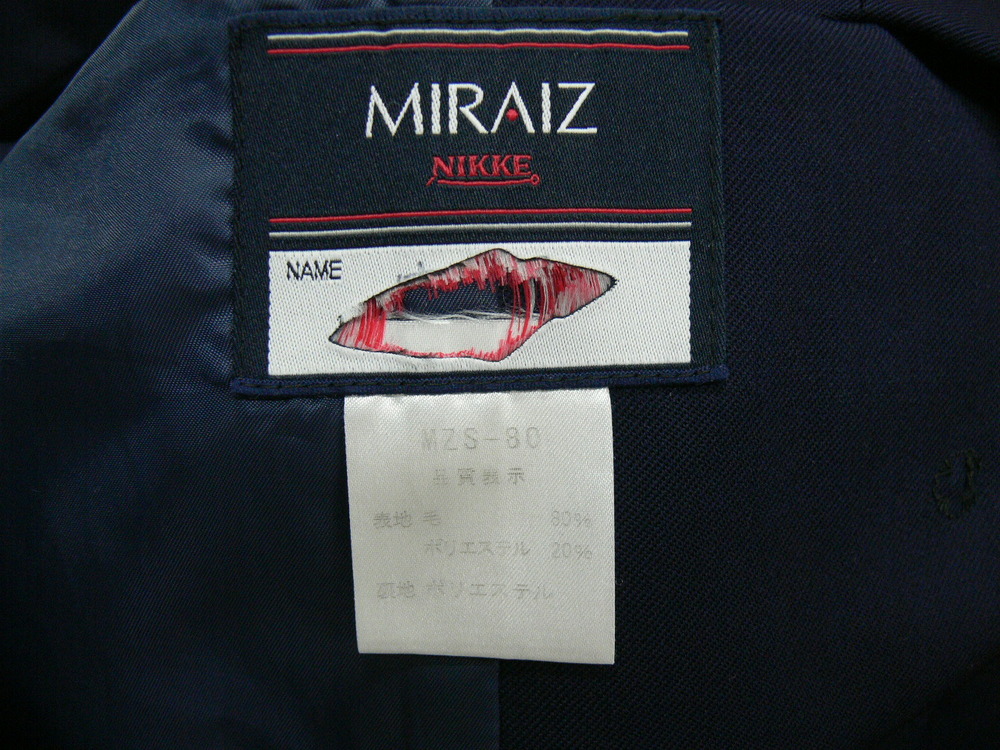 MIRAIZ
NIKKE
NAME
MZS-80
品質表示
表地 毛 80%
ポリエステル 20%
裏地 ポリエステル